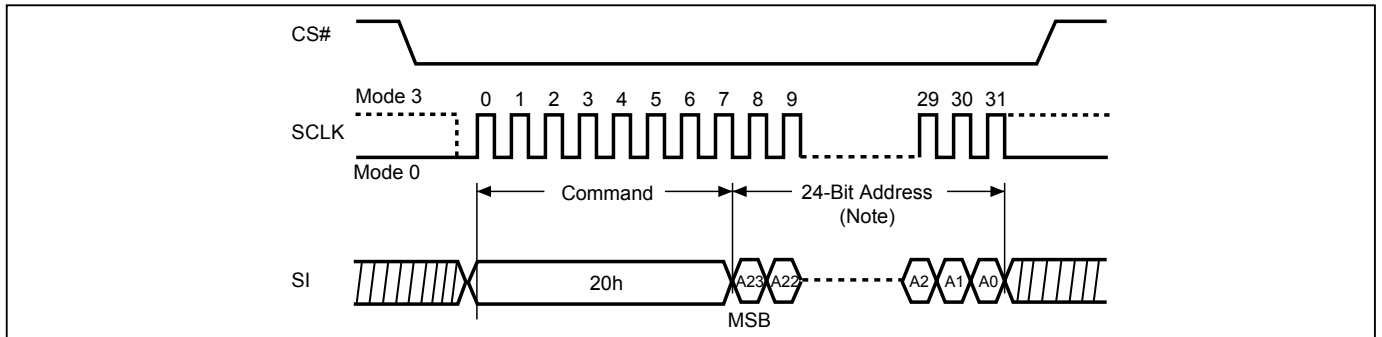 CS#
Mode 3
0 1 2 3 4 5 6 7 8 9 29 30 31
SCLK
Mode 0
Command
24-Bit Address
(Note)
SI
20h
A23 A22
A2 A1 A0
MSB